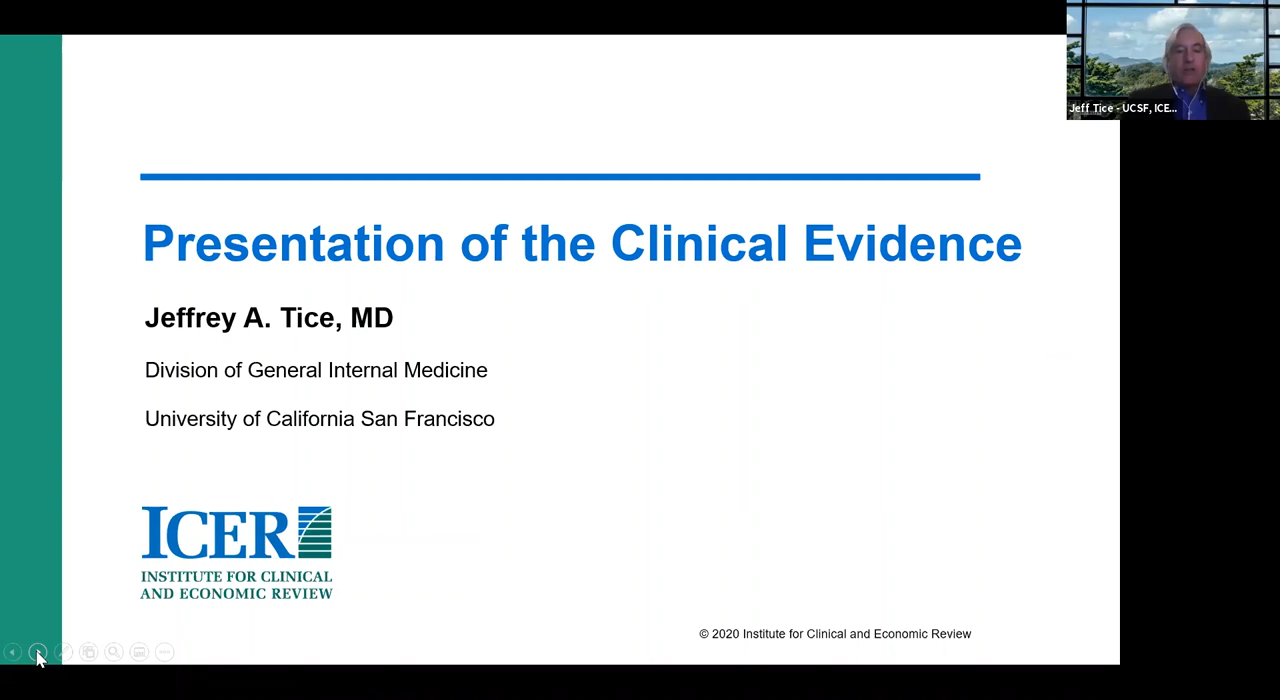 Jeff Tice - UCSF, ICE...
Presentation of the Clinical Evidence
Jeffrey A. Tice, MD
Division of General Internal Medicine
University of California San Francisco
ICER
INSTITUTE FOR CLINICAL
AND ECONOMIC REVIEW
© 2020 Institute for Clinical and Economic Review